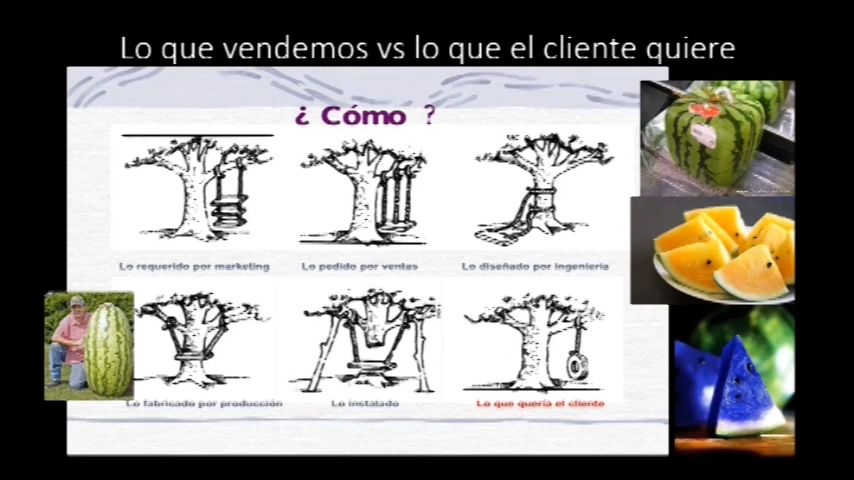 Lo que vendemos vs lo que el cliente quiere
¿ Cómo ?
Lo requerido por marketing
Lo pedido por ventas
Lo diseñado por ingeniería
Lo fabricado por producción
Lo instalado
Lo que quería el cliente